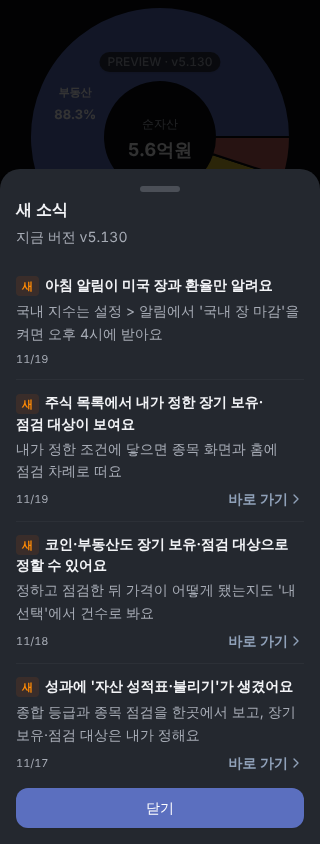 PREVIEW · v5.130
부동산
88.3%
순자산
5.6억원
새 소식
지금 버전 v5.130
새 아침 알림이 미국 장과 환율만 알려요
국내 지수는 설정 > 알림에서 '국내 장 마감'을
켜면 오후 4시에 받아요
11/19
새 주식 목록에서 내가 정한 장기 보유·
점검 대상이 보여요
내가 정한 조건에 닿으면 종목 화면과 홈에
점검 차례로 떠요
11/19 바로 가기 >
새 코인·부동산도 장기 보유·점검 대상으로
정할 수 있어요
정하고 점검한 뒤 가격이 어떻게 됐는지도 '내
선택'에서 건수로 봐요
11/18 바로 가기 >
새 성과에 '자산 성적표·불리기'가 생겼어요
종합 등급과 종목 점검을 한곳에서 보고, 장기
보유·점검 대상은 내가 정해요
11/17 바로 가기 >
닫기